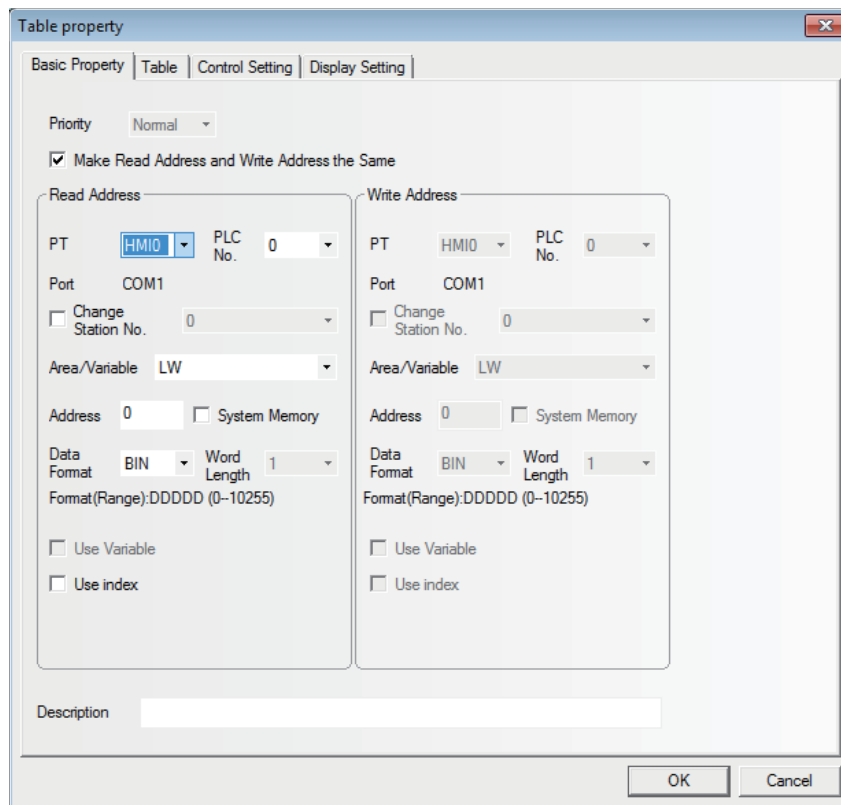 Table property
Basic Property Table Control Setting Display Setting
Priority Normal
Make Read Address and Write Address the Same
Read Address
PT HMI0 PLC No. 0
Port COM1
Change Station No. 0
Area/Variable LW
Address 0 System Memory
Data Format BIN Word Length 1
Format(Range):DDDDD (0--10255)
Use Variable
Use index
Write Address
PT HMI0 PLC No. 0
Port COM1
Change Station No. 0
Area/Variable LW
Address 0 System Memory
Data Format BIN Word Length 1
Format(Range):DDDDD (0--10255)
Use Variable
Use index
Description
OK Cancel